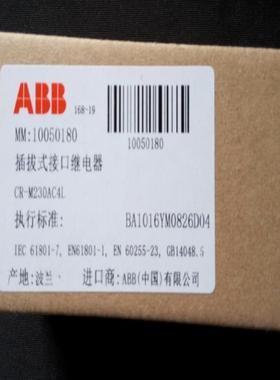 ABB 168-19
MM:10050180
10050180
插拔式接口继电器
CR-M230AC4L
执行标准: BA1016YM0826D04
IEC 61801-7, EN61801-1, EN 60255-23, GB14048.5
产地:波兰 进口商:ABB(中国)有限公司